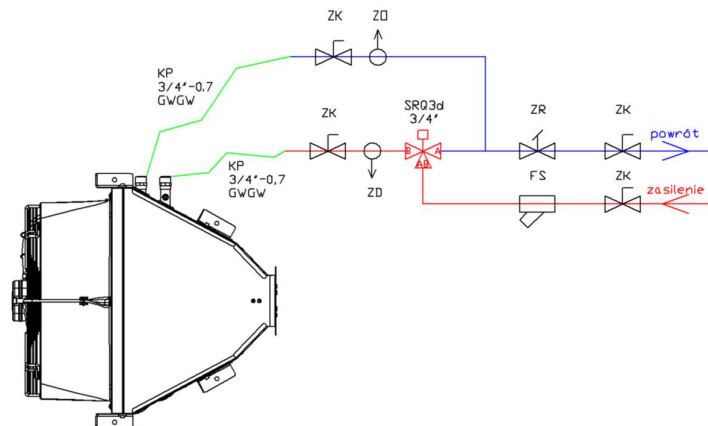 ZK
ZO
KP
3/4"-0.7
GWGW
ZK
SRQ3d
3/4"
ZR
ZK
powrót
B
A
AB
KP
3/4"-0,7
GWGW
ZD
FS
ZK
zasilenie